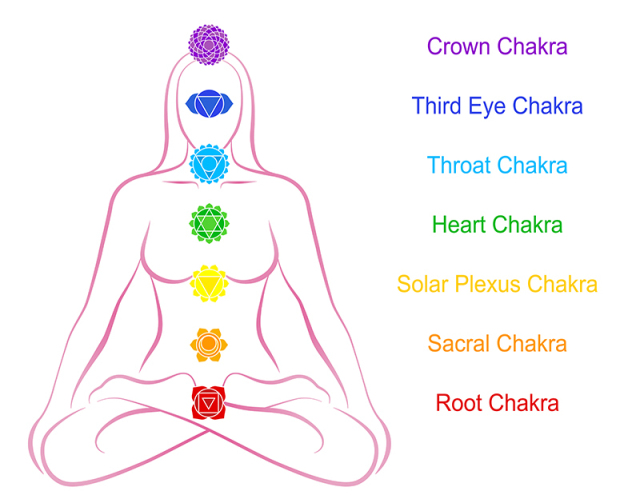 Crown Chakra
Third Eye Chakra
Throat Chakra
Heart Chakra
Solar Plexus Chakra
Sacral Chakra
Root Chakra